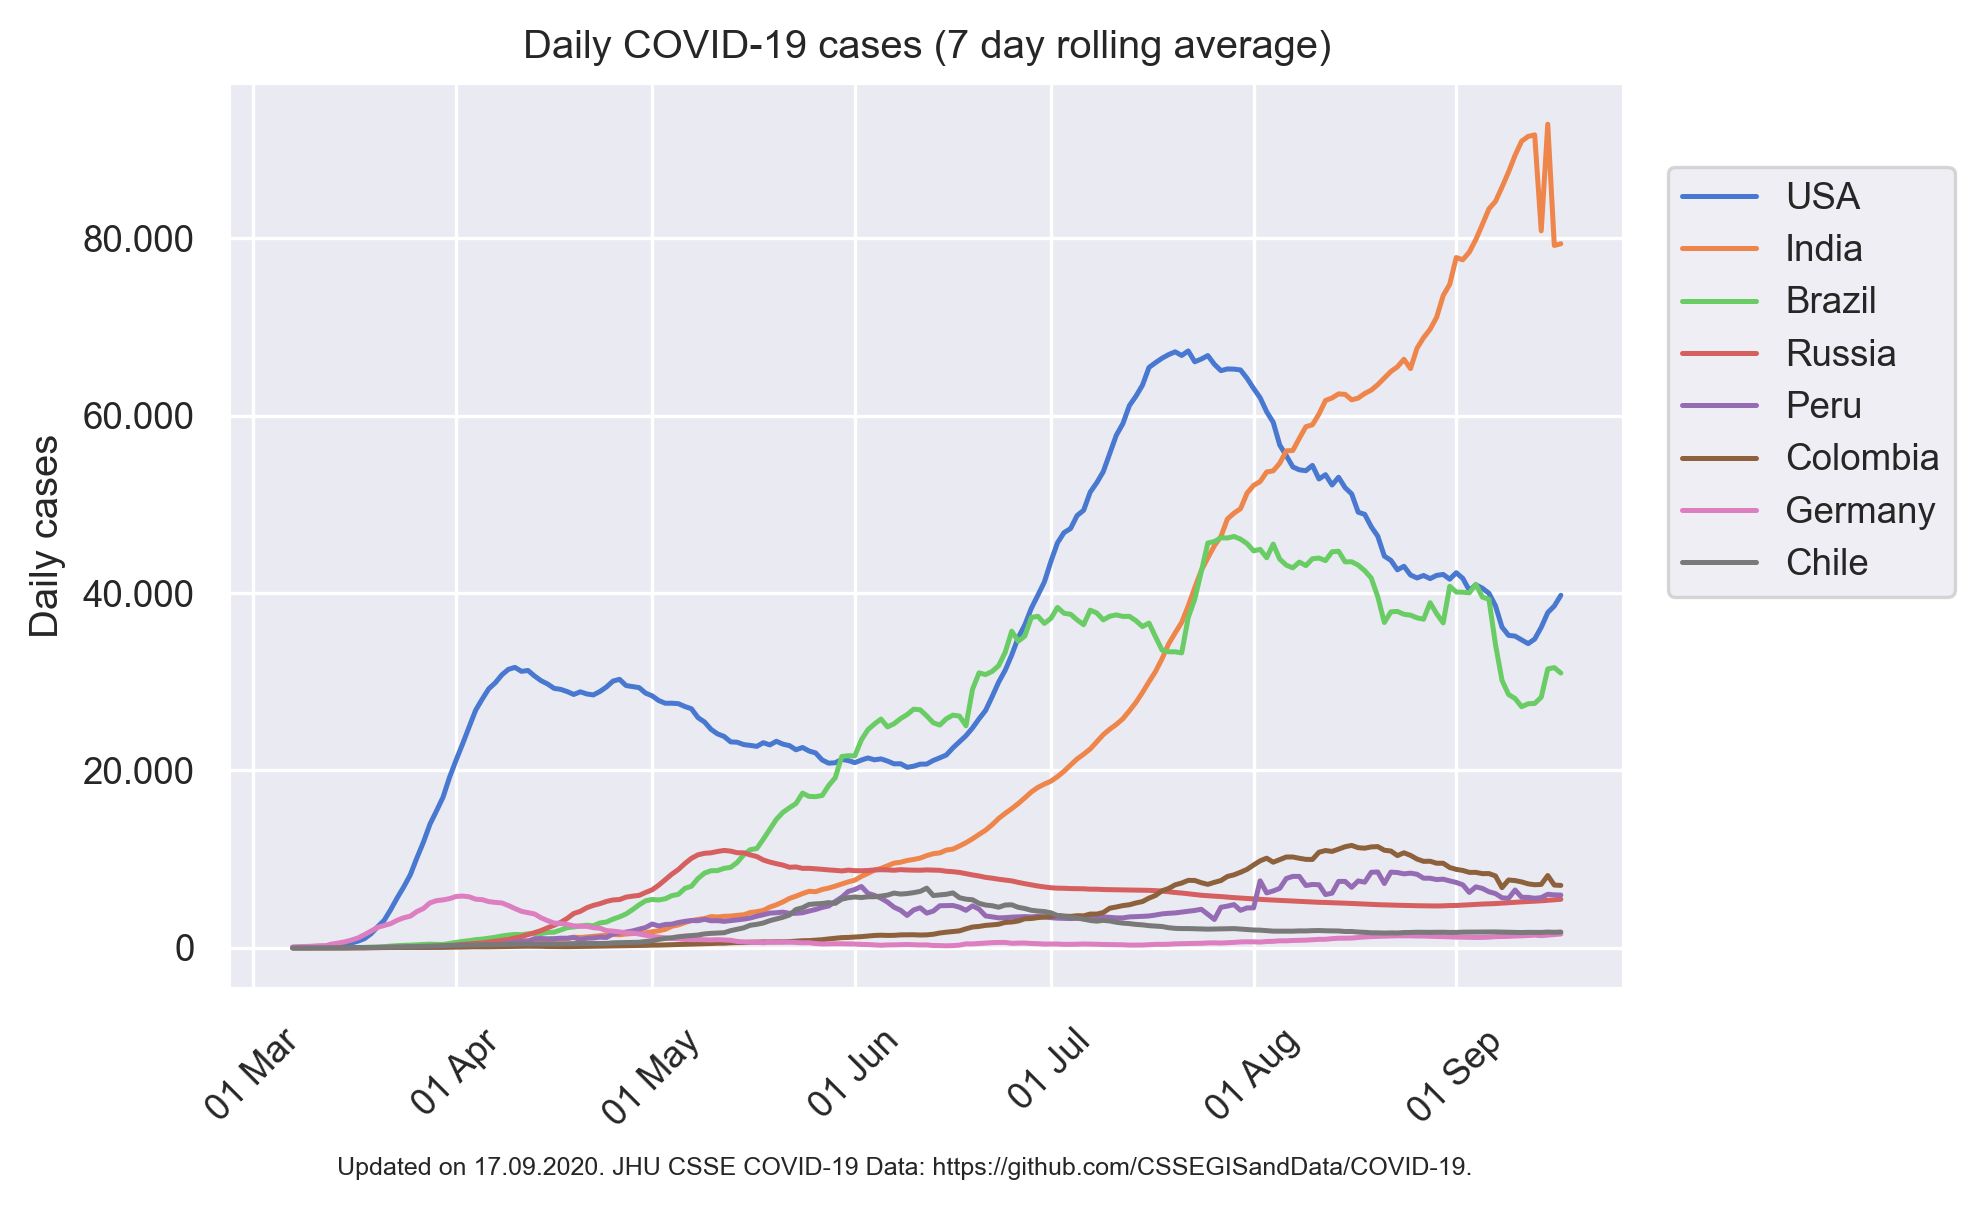 Daily COVID-19 cases (7 day rolling average)
Daily cases
80.000
60.000
40.000
20.000
0
01 Mar
01 Apr
01 May
01 Jun
01 Jul
01 Aug
01 Sep
USA
India
Brazil
Russia
Peru
Colombia
Germany
Chile
Updated on 17.09.2020. JHU CSSE COVID-19 Data: https://github.com/CSSEGISandData/COVID-19.